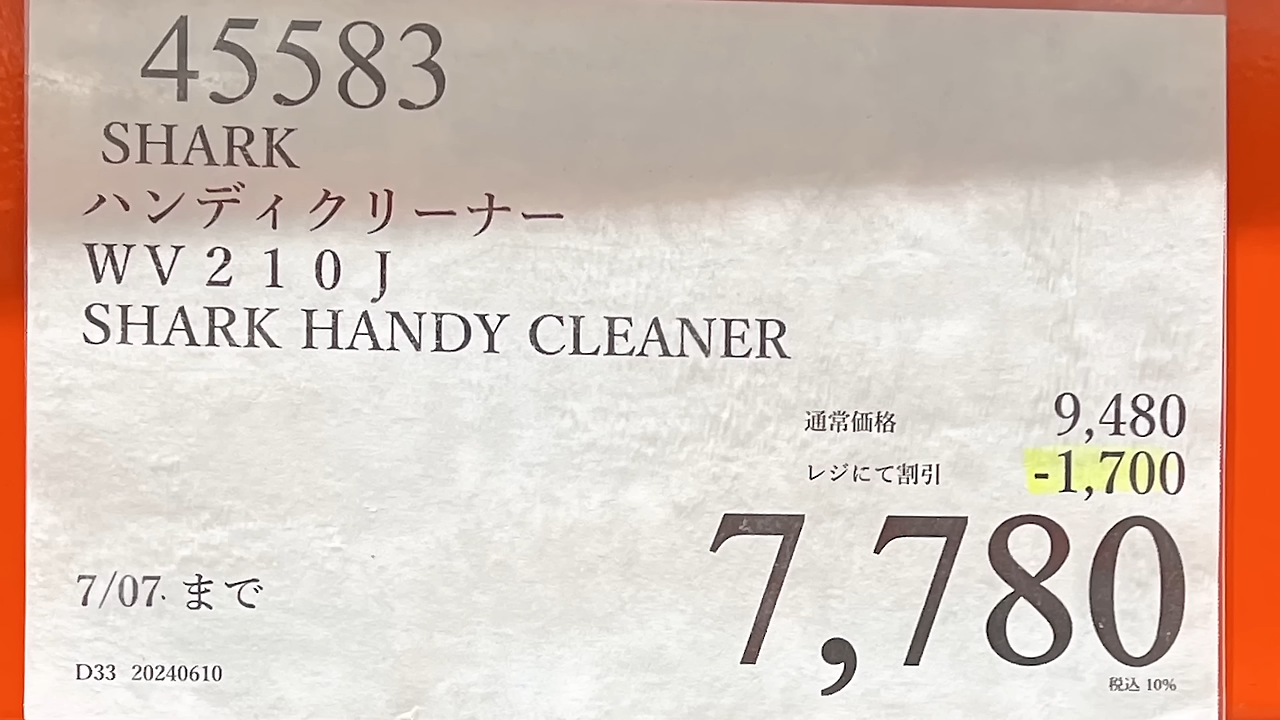 45583
SHARK
ハンディクリーナー
ＷＶ２１０Ｊ
SHARK HANDY CLEANER
通常価格 9,480
レジにて割引 -1,700
7,780
7/07 まで
D33 20240610
税込 10%